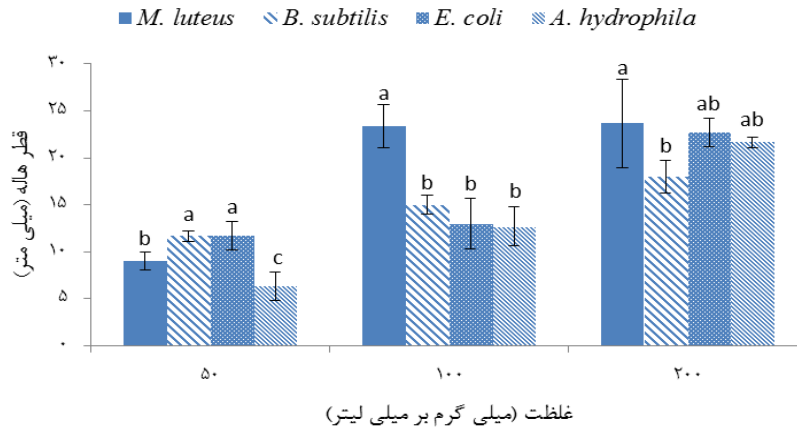 M. luteus B. subtilis E. coli A. hydrophila
۳۰
۲۵
۲۰
۱۵
۱۰
۵
۰
قطر هاله (میلی متر)
b a a c
a b b b
a b ab ab
۵۰ ۱۰۰ ۲۰۰
غلظت (میلی گرم بر میلی لیتر)